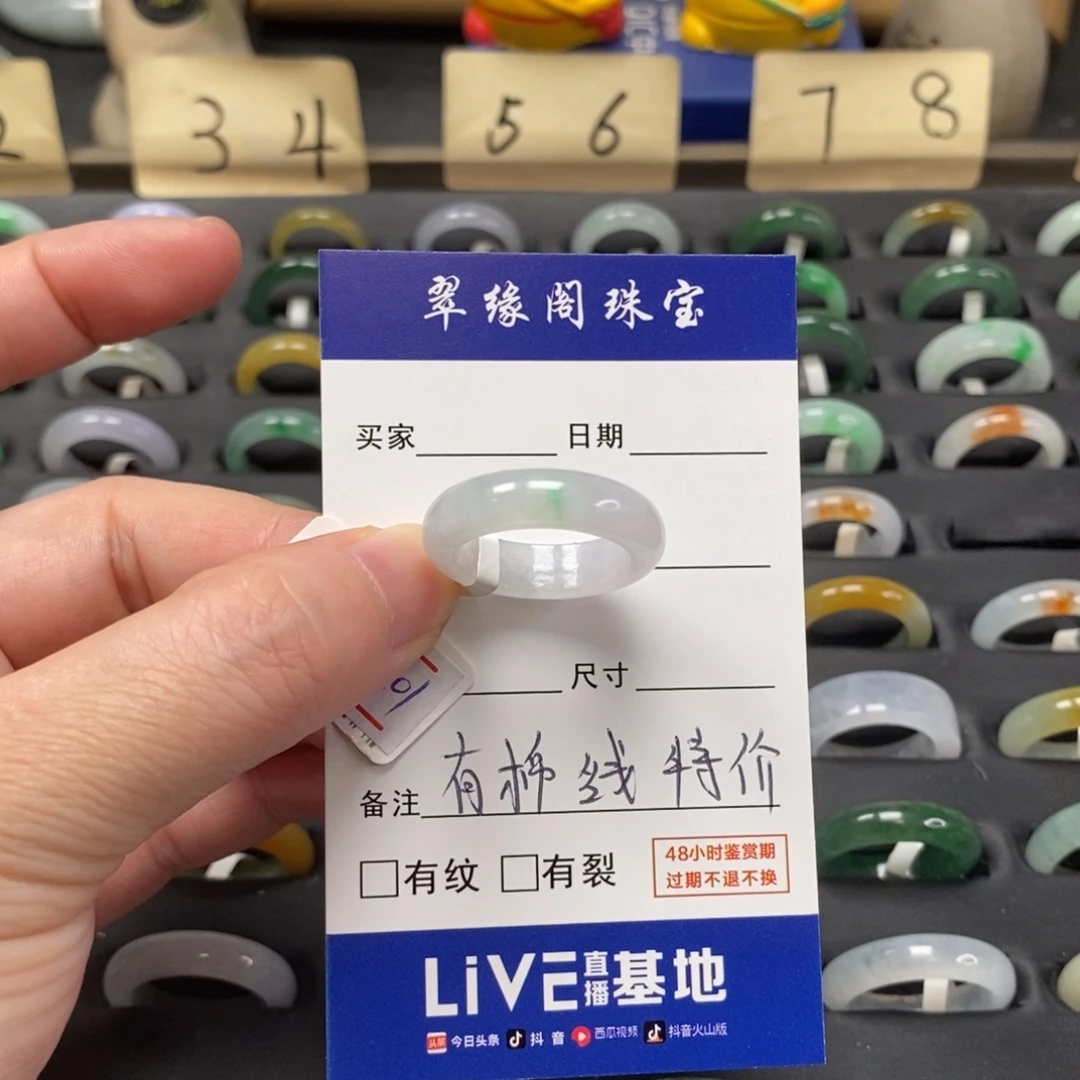 3 4
5 6
7 8
翠缘阁珠宝
买家 日期
尺寸
备注 有棉线特价
□有纹 □有裂
48小时鉴赏期
过期不退不换
LiVE直播基地
头条 今日头条 抖音 西瓜视频 抖音火山版